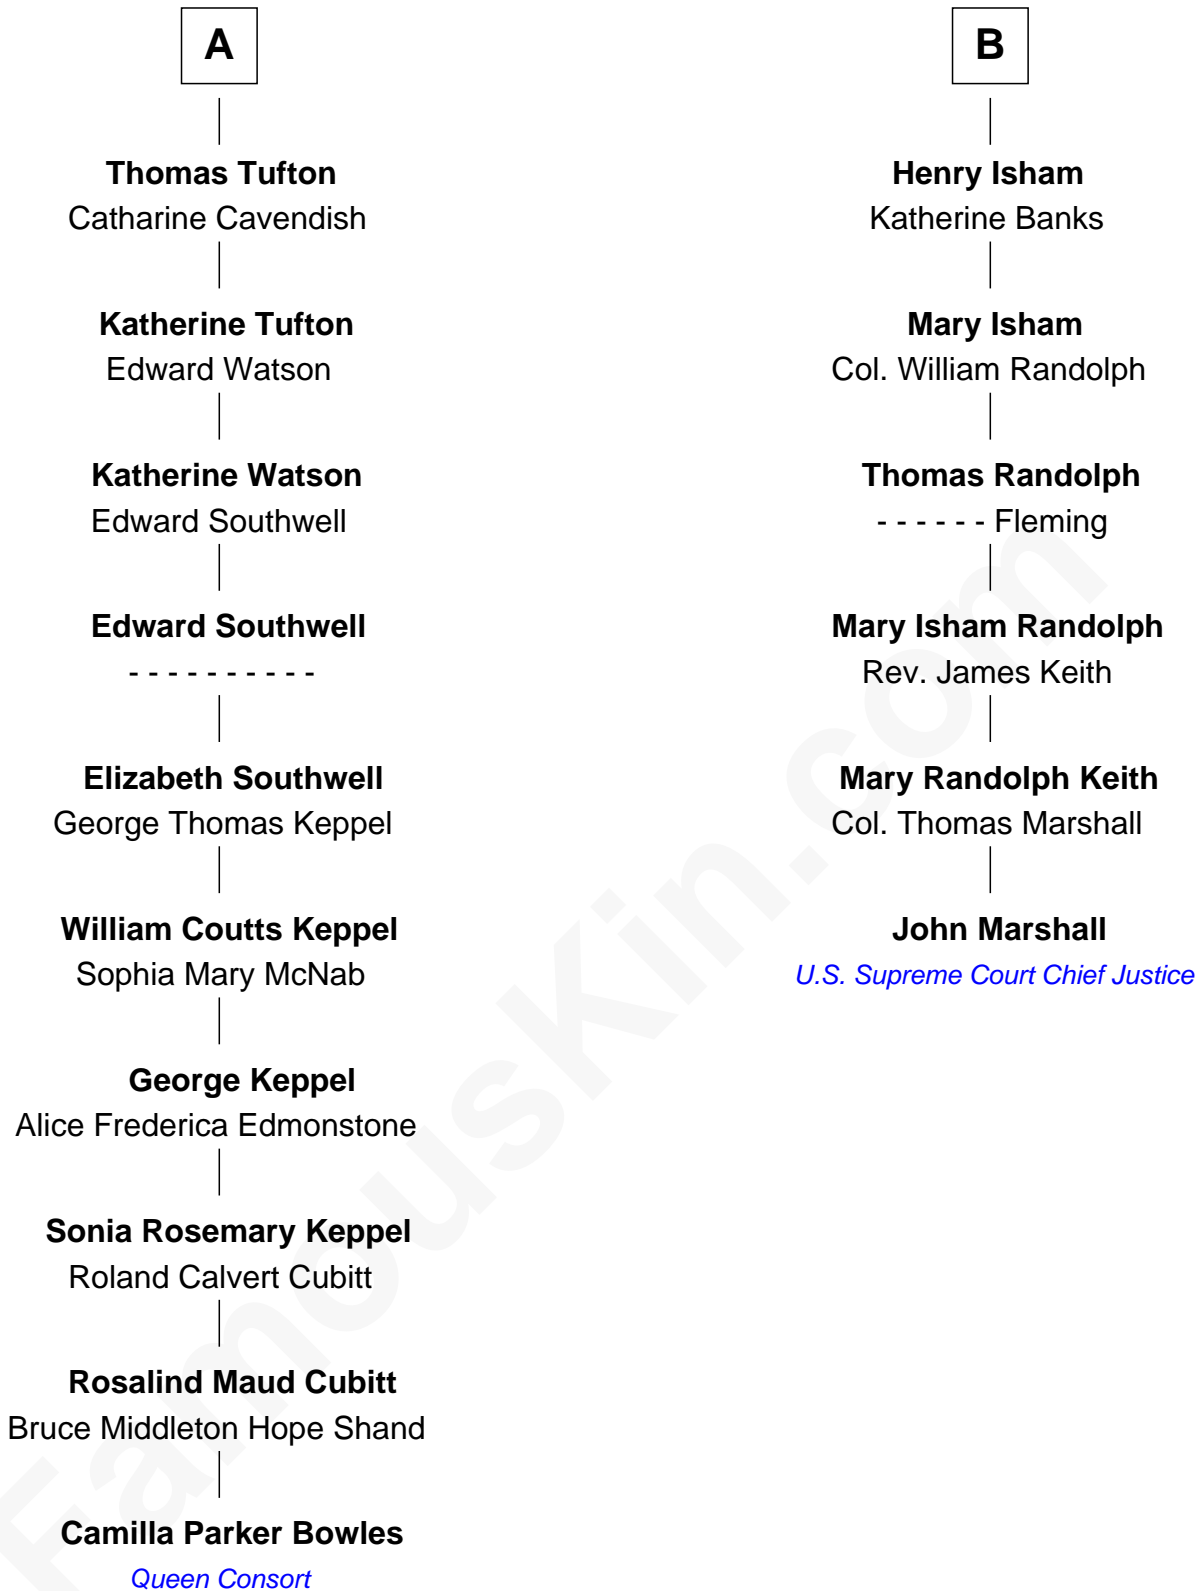 A
Thomas Tufton
Catharine Cavendish
Katherine Tufton
Edward Watson
Katherine Watson
Edward Southwell
Edward Southwell
- - - - - - - - - -
Elizabeth Southwell
George Thomas Keppel
William Coutts Keppel
Sophia Mary McNab
George Keppel
Alice Frederica Edmonstone
Sonia Rosemary Keppel
Roland Calvert Cubitt
Rosalind Maud Cubitt
Bruce Middleton Hope Shand
Camilla Parker Bowles
Queen Consort
B
Henry Isham
Katherine Banks
Mary Isham
Col. William Randolph
Thomas Randolph
- - - - - - Fleming
Mary Isham Randolph
Rev. James Keith
Mary Randolph Keith
Col. Thomas Marshall
John Marshall
U.S. Supreme Court Chief Justice
FamousKin.com